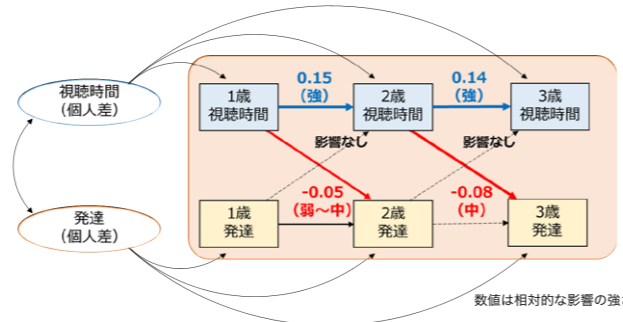 視聴時間
(個人差)
発達
(個人差)
1歳
視聴時間
0.15
(強)
2歳
視聴時間
0.14
(強)
3歳
視聴時間
影響なし
影響なし
-0.05
(弱~中)
-0.08
(中)
1歳
発達
2歳
発達
3歳
発達
数値は相対的な影響の強